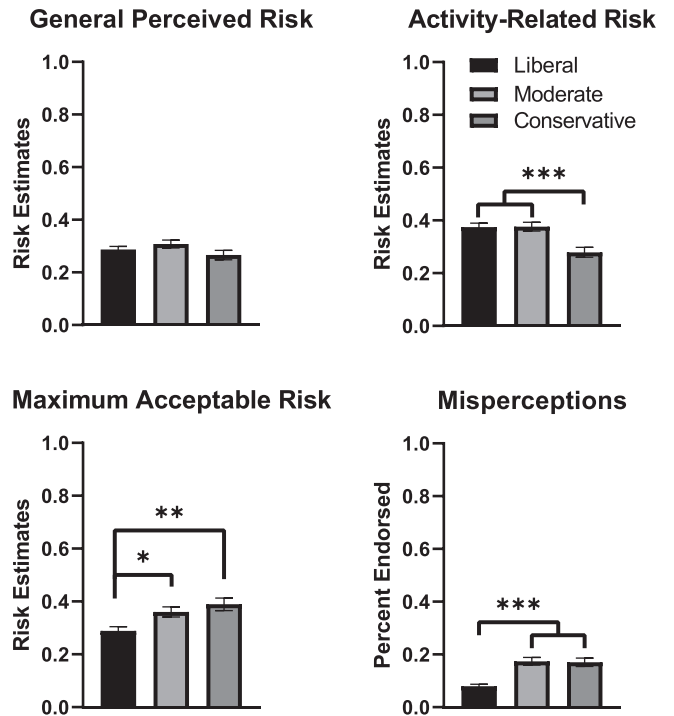 General Perceived Risk
Risk Estimates
1.0
0.8
0.6
0.4
0.2
0.0
Activity-Related Risk
Risk Estimates
1.0
0.8
0.6
0.4
0.2
0.0
Liberal
Moderate
Conservative
***
Maximum Acceptable Risk
Risk Estimates
1.0
0.8
0.6
0.4
0.2
0.0
**
*
Misperceptions
Percent Endorsed
1.0
0.8
0.6
0.4
0.2
0.0
***